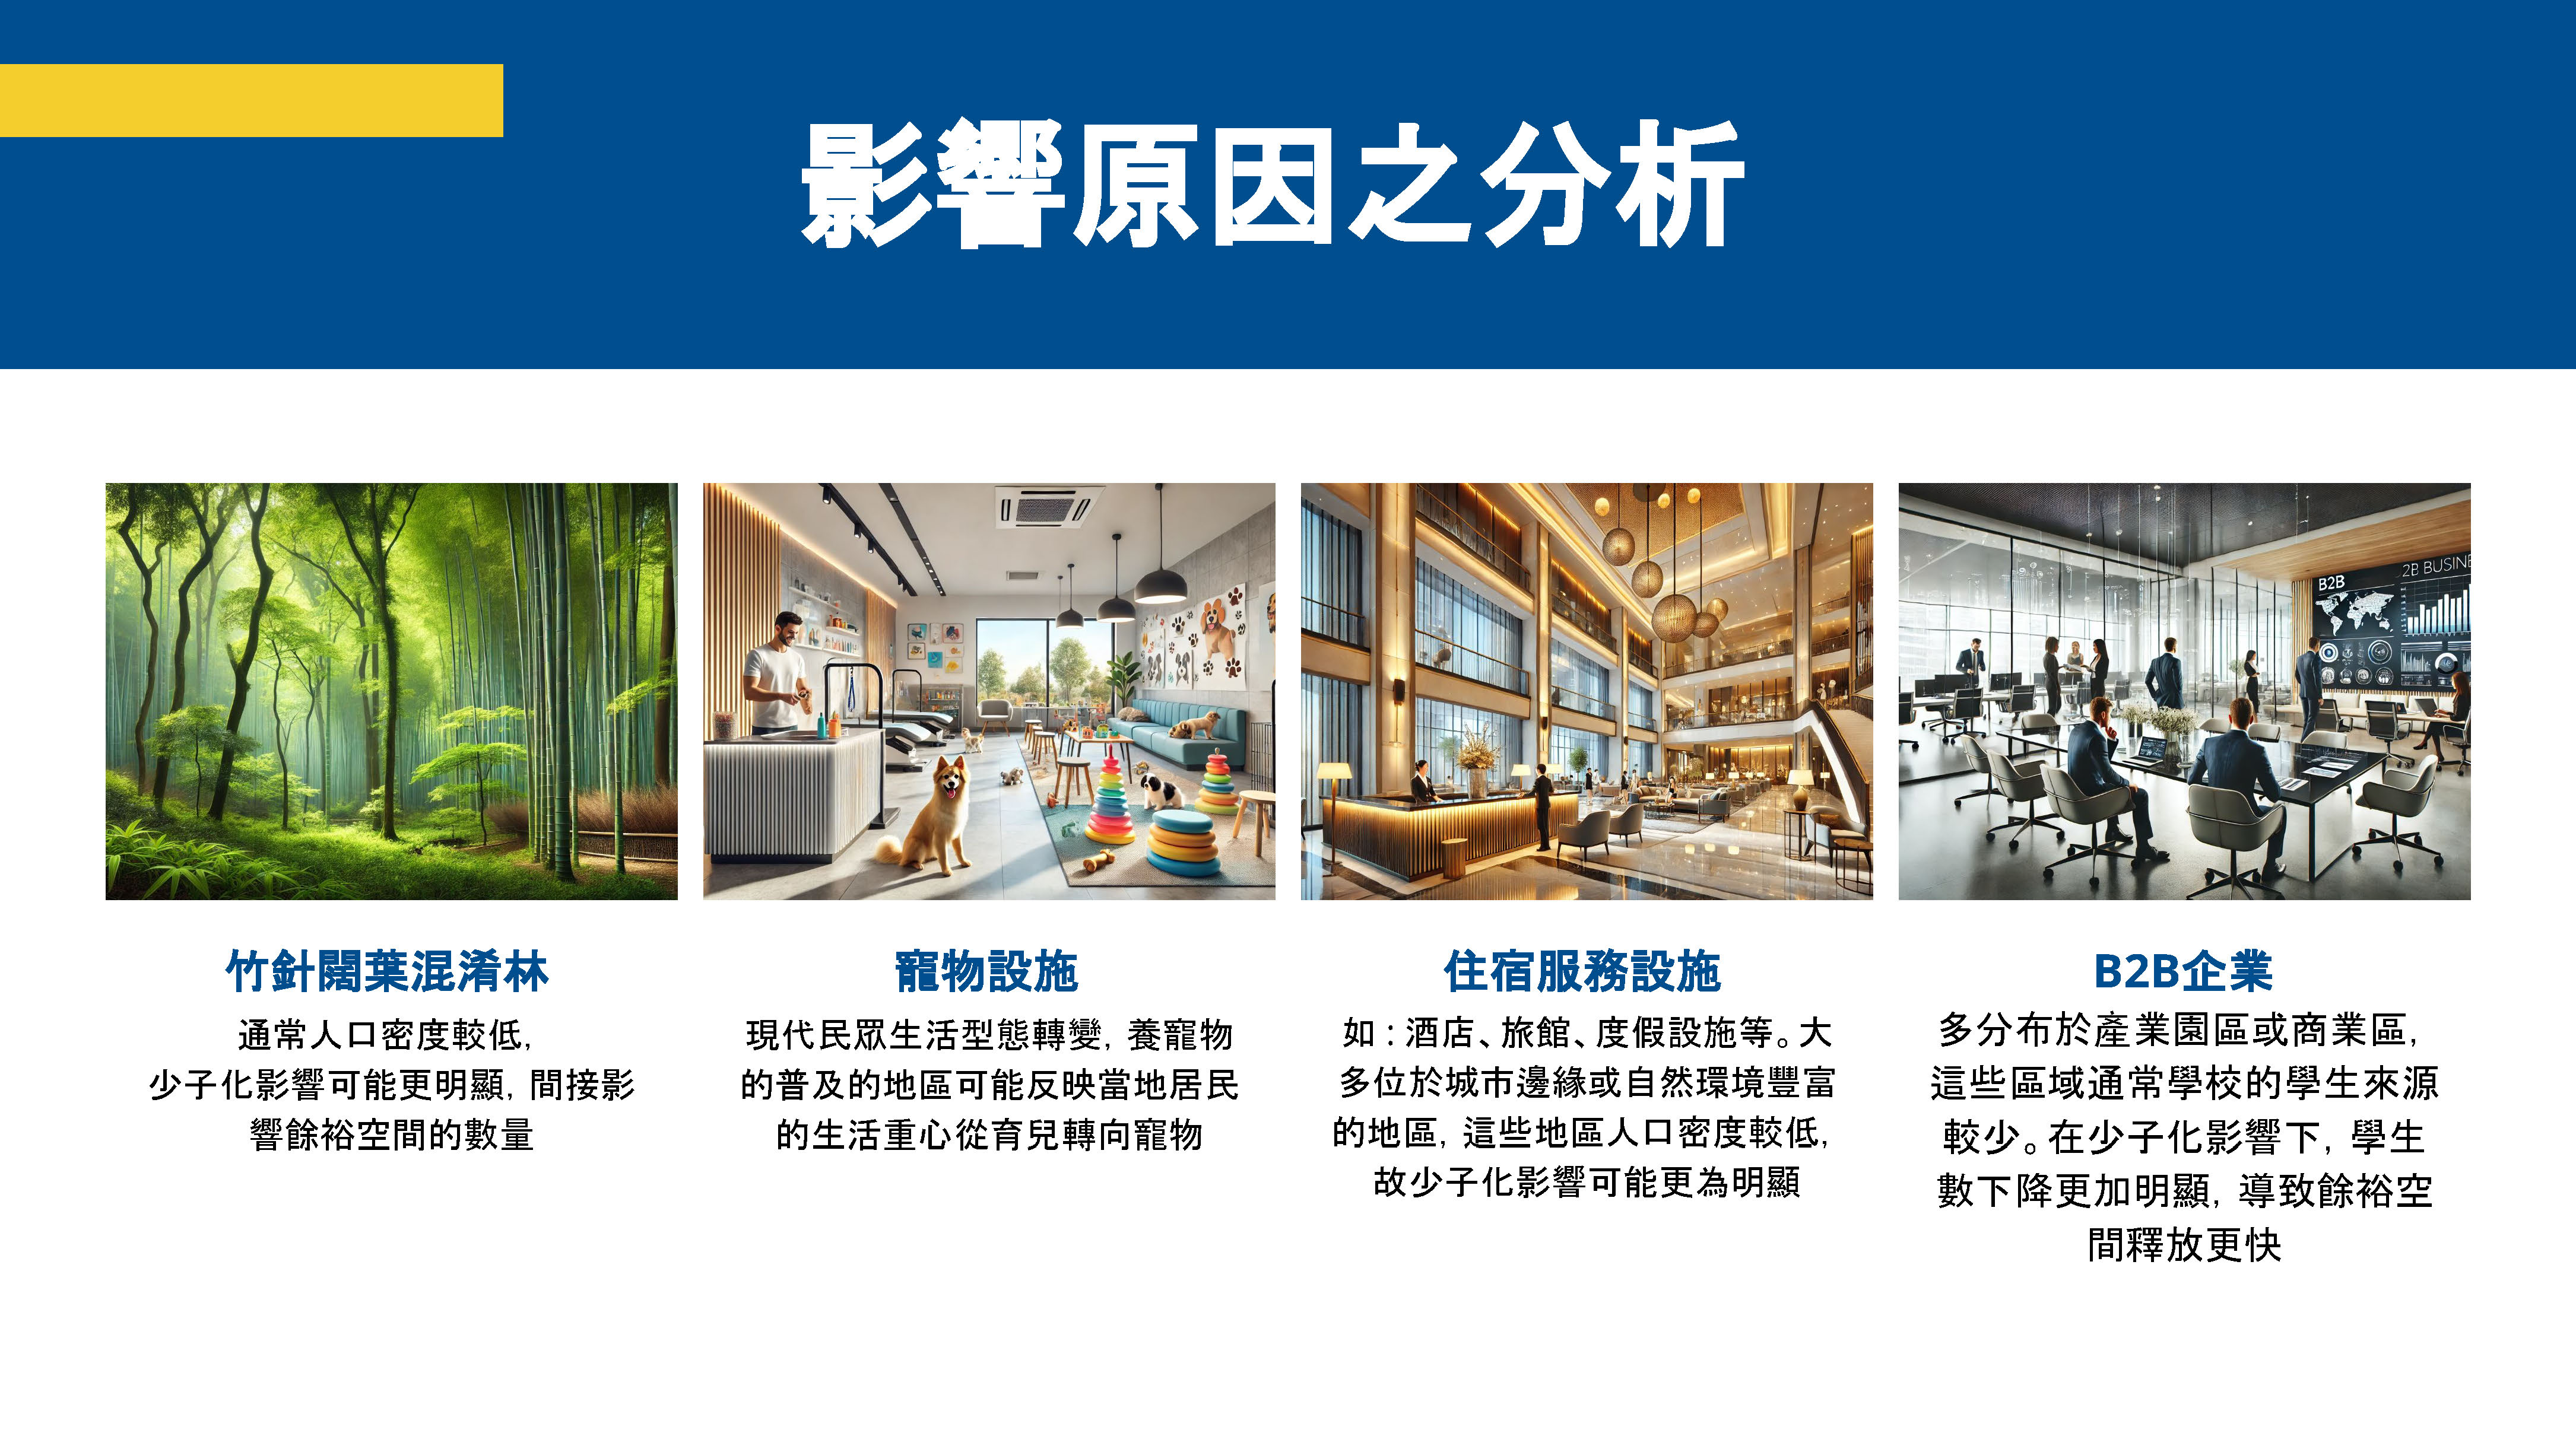 影響原因之分析
B2B
2B BUSINE
竹針闊葉混淆林
通常人口密度較低,
少子化影響可能更明顯, 間接影
響餘裕空間的數量
寵物設施
現代民眾生活型態轉變, 養寵物
的普及的地區可能反映當地居民
的生活重心從育兒轉向寵物
住宿服務設施
如：酒店、旅館、度假設施等。大
多位於城市邊緣或自然環境豐富
的地區, 這些地區人口密度較低,
故少子化影響可能更為明顯
B2B企業
多分布於產業園區或商業區,
這些區域通常學校的學生來源
較少。在少子化影響下, 學生
數下降更加明顯, 導致餘裕空
間釋放更快